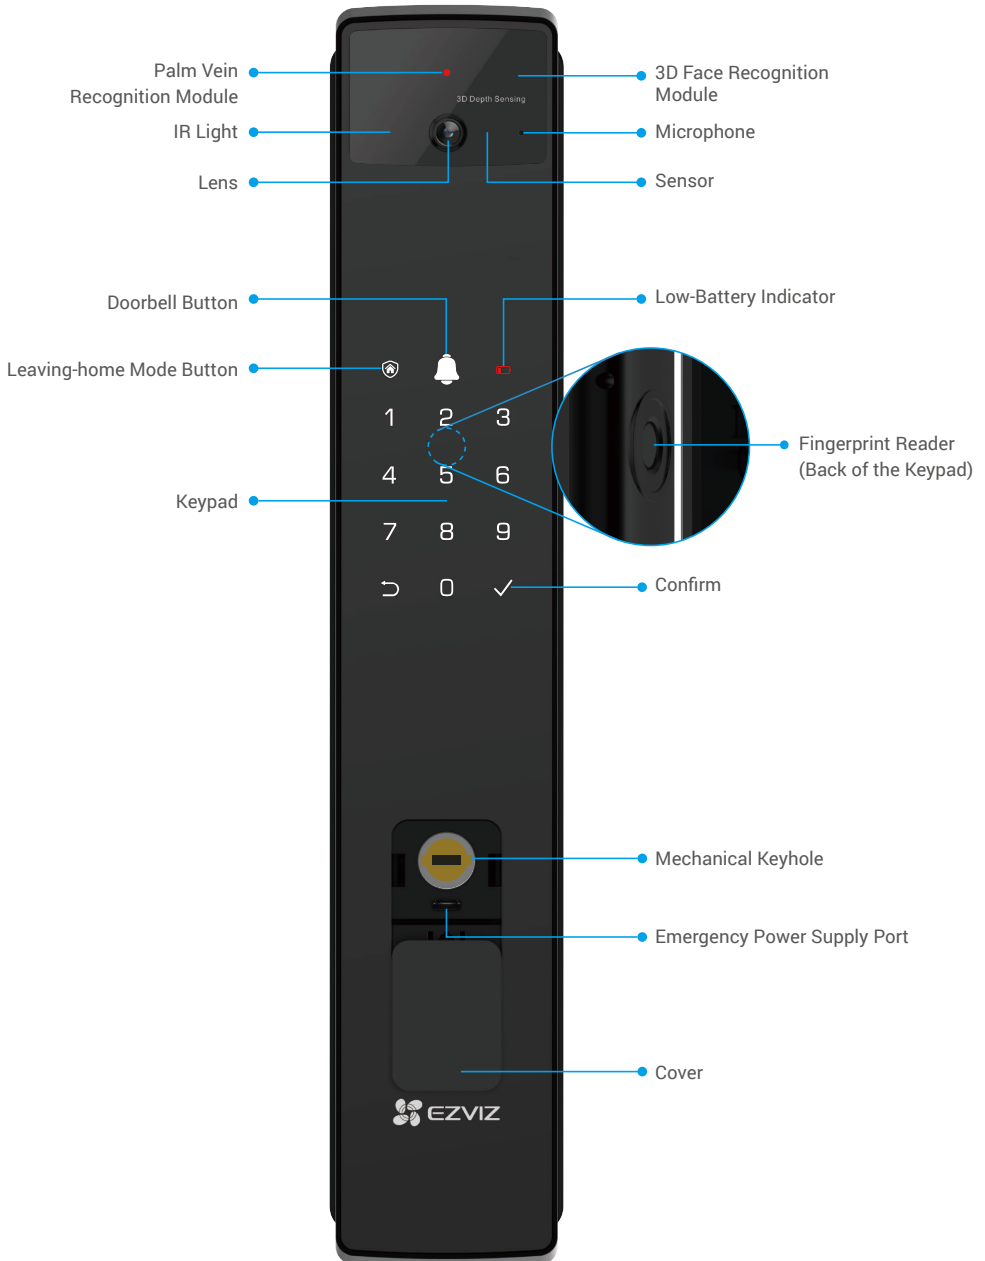 Palm Vein
Recognition Module
3D Face Recognition
Module
3D Depth Sensing
IR Light
Microphone
Lens
Sensor
Doorbell Button
Low-Battery Indicator
Leaving-home Mode Button
1 2 3
Fingerprint Reader
(Back of the Keypad)
4 5 6
Keypad
7 8 9
0
Confirm
Mechanical Keyhole
Emergency Power Supply Port
Cover
EZVIZ